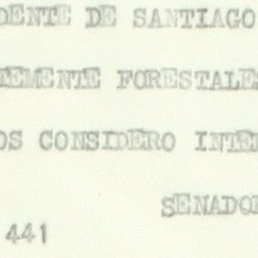 DENTE DE SANTIAGO
TEMENTE FORESTALES
OS CONSIDERO INTE
SENADO
441